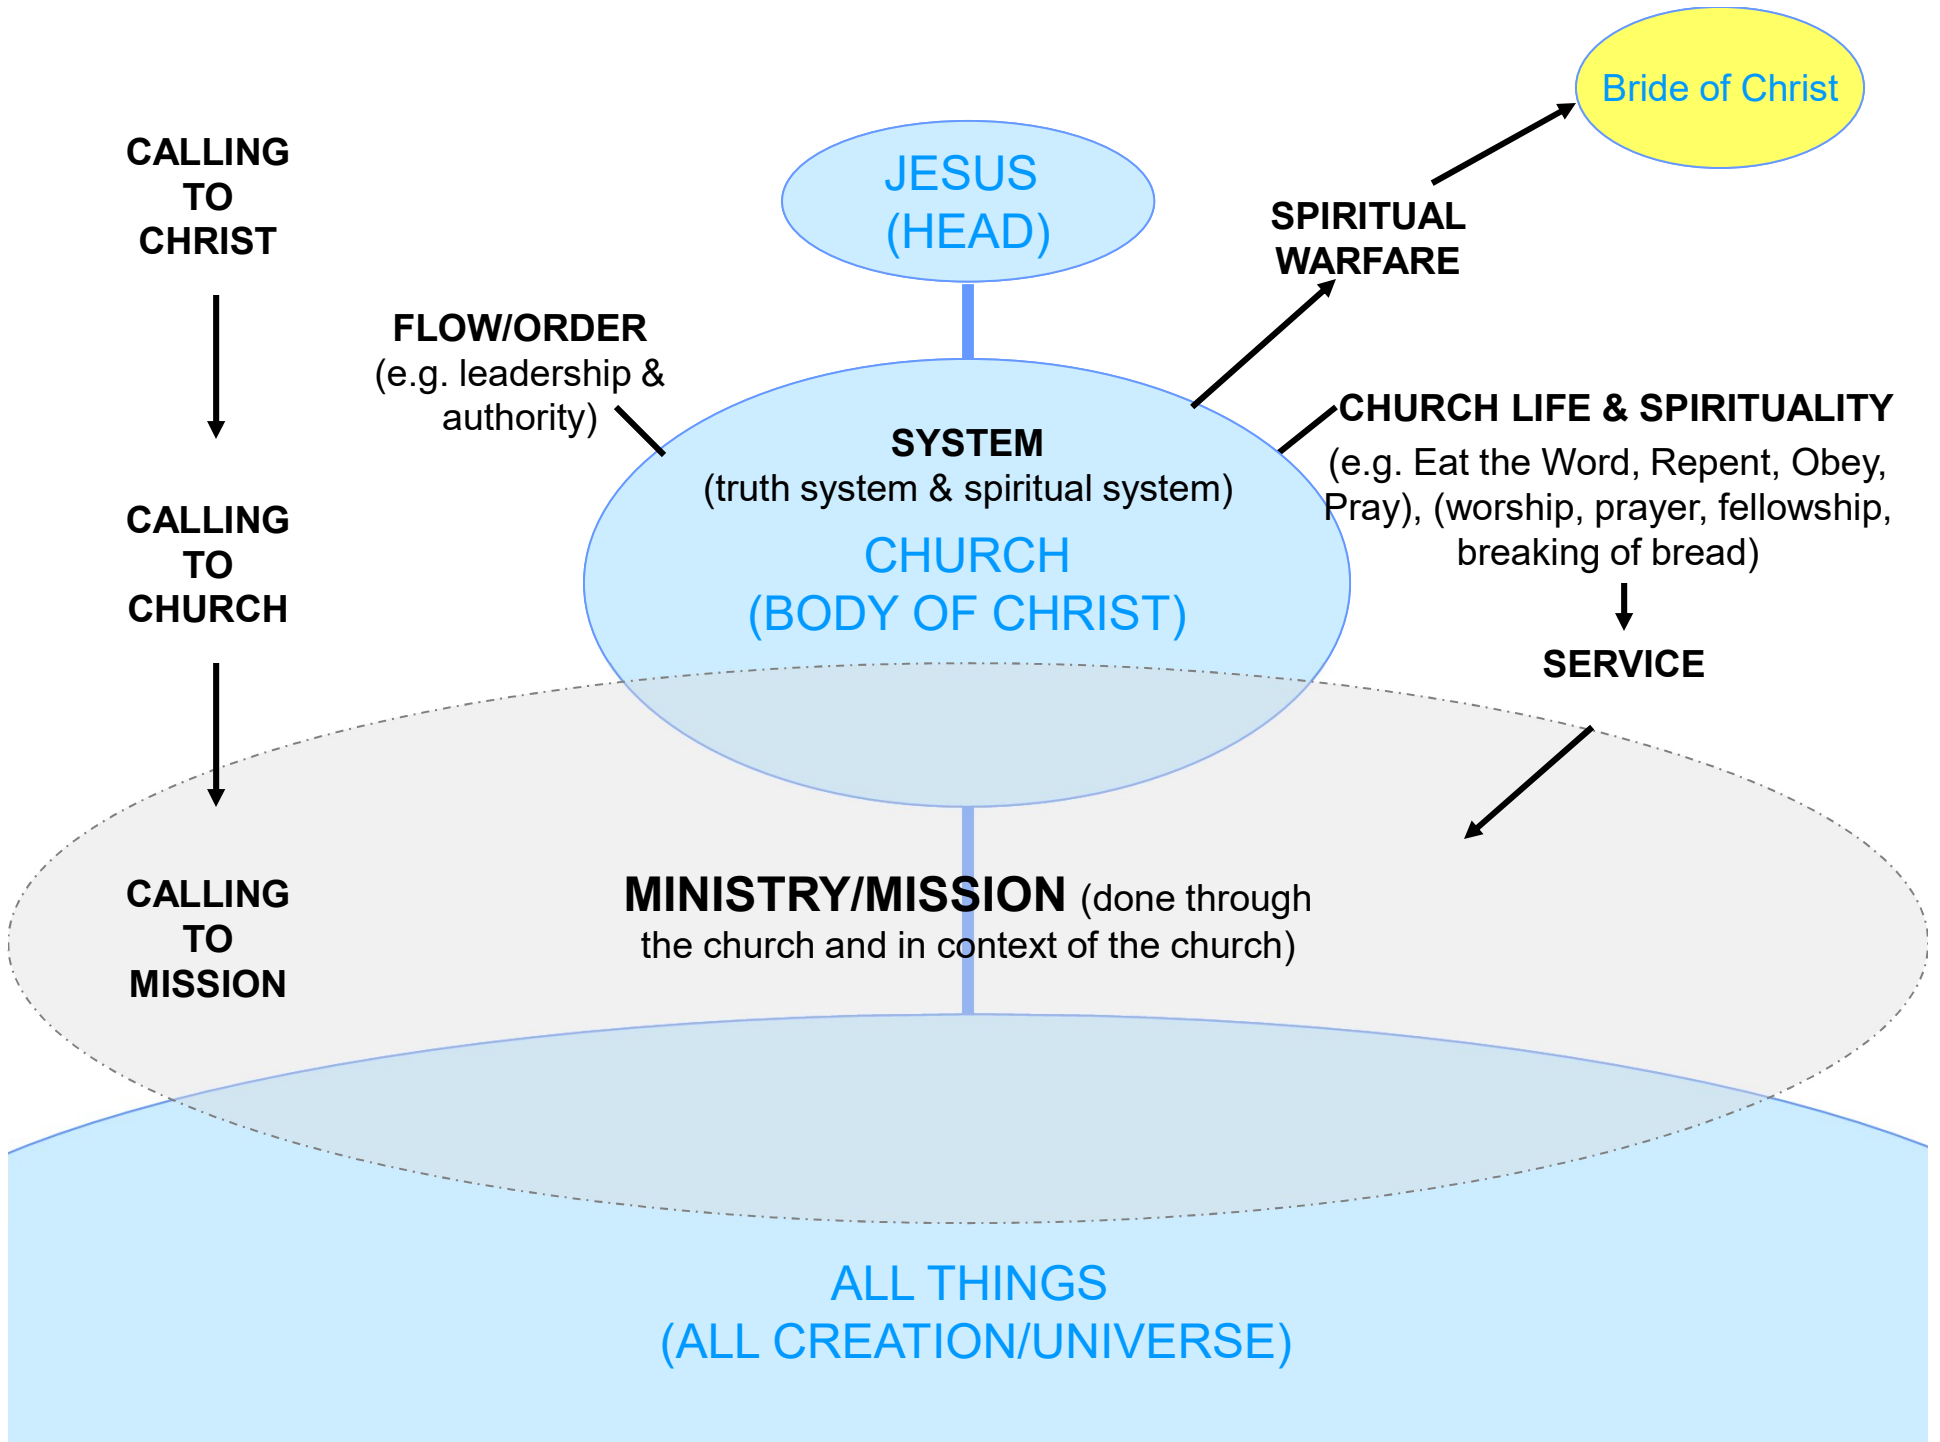 Bride of Christ
CALLING
TO
CHRIST
JESUS
(HEAD)
SPIRITUAL
WARFARE
FLOW/ORDER
(e.g. leadership &
authority)
CHURCH LIFE & SPIRITUALITY
(e.g. Eat the Word, Repent, Obey,
Pray), (worship, prayer, fellowship,
breaking of bread)
SYSTEM
(truth system & spiritual system)
CHURCH
(BODY OF CHRIST)
CALLING
TO
CHURCH
SERVICE
MINISTRY/MISSION (done through
the church and in context of the church)
CALLING
TO
MISSION
ALL THINGS
(ALL CREATION/UNIVERSE)